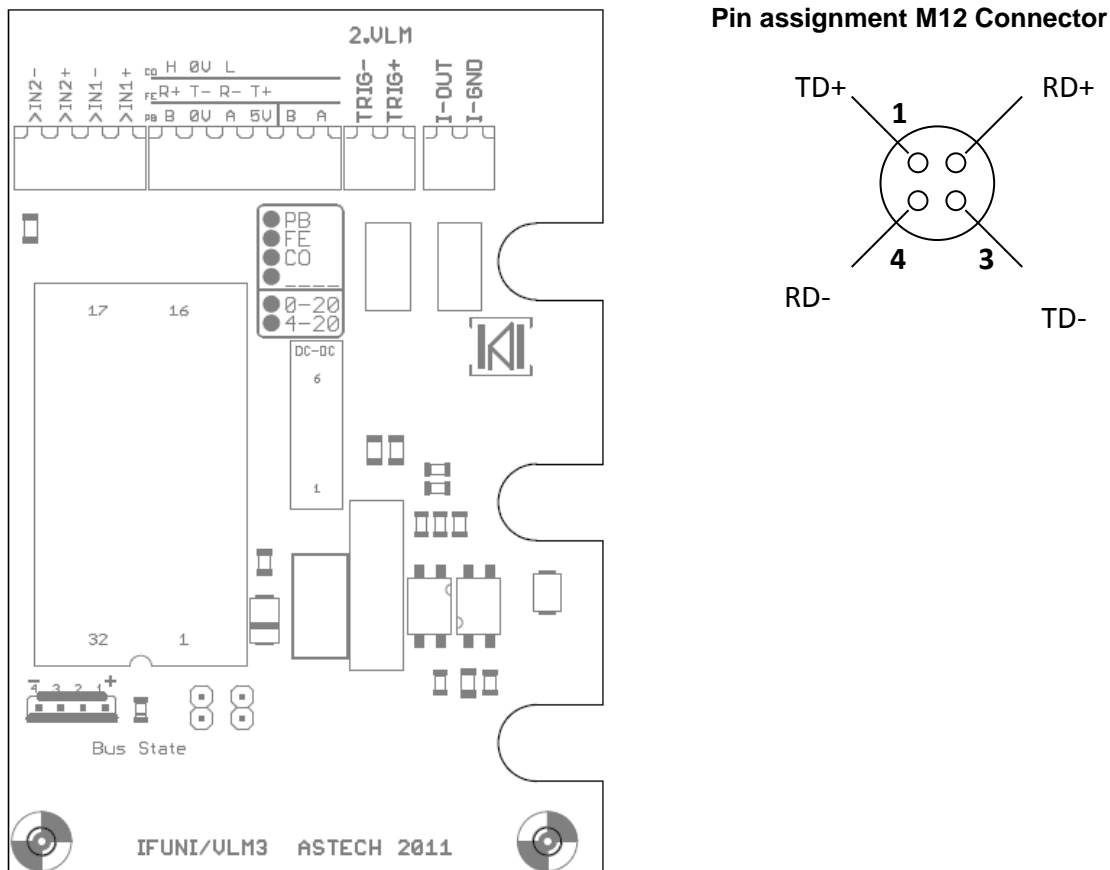 Pin assignment M12 Connector
2.VLM
>IN2-
>IN2+
>IN1-
>IN1+
CO H 0V L
FE R+ T- R- T+
PB B 0V A 5V B A
TRIG-
TRIG+
I-OUT
I-GND
TD+
RD+
1
4
3
RD-
TD-
PB
FE
CO
____
0-20
4-20
17 16
DC-DC
6
1
32 1
- +
4 3 2 1
Bus State
IFUNI/VLM3 ASTECH 2011